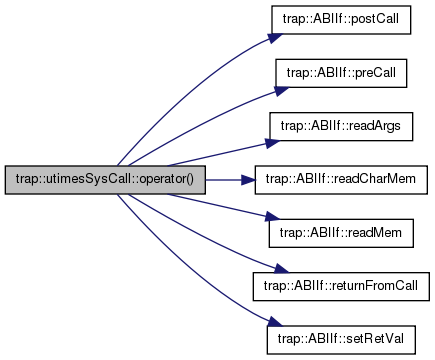 trap::ABIIf::postCall
trap::ABIIf::preCall
trap::ABIIf::readArgs
trap::utimesSysCall::operator()
trap::ABIIf::readCharMem
trap::ABIIf::readMem
trap::ABIIf::returnFromCall
trap::ABIIf::setRetVal